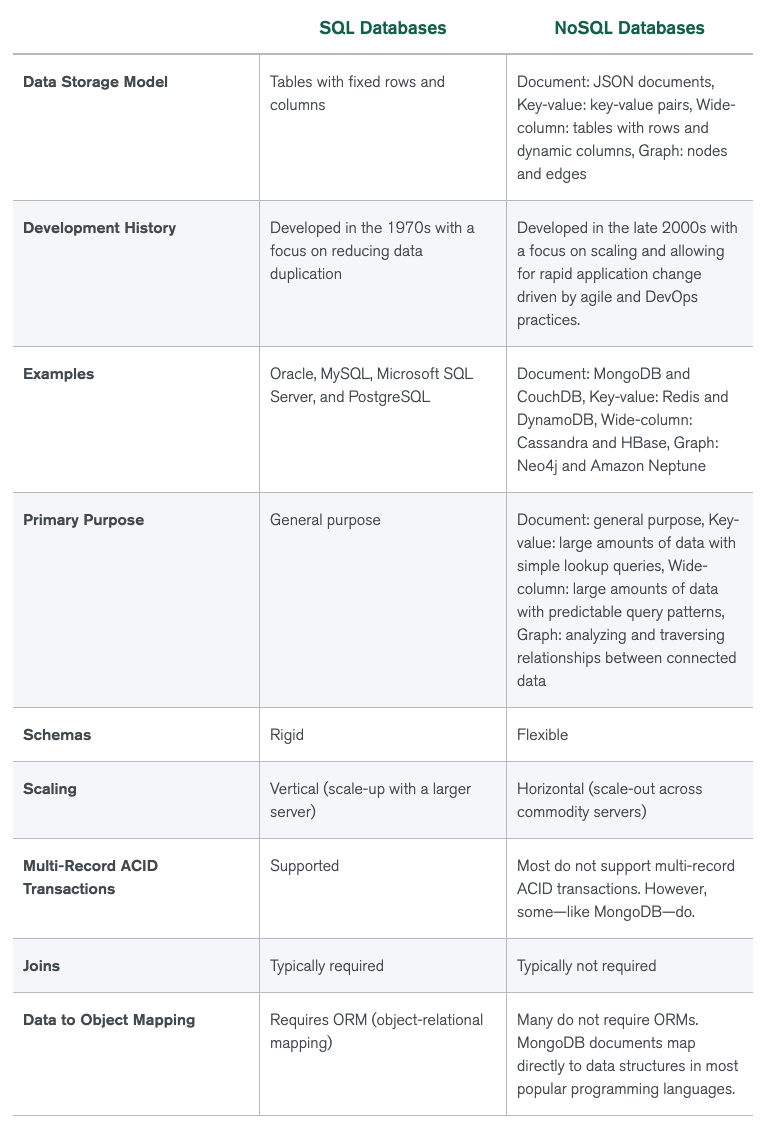 SQL Databases
NoSQL Databases
Data Storage Model
Tables with fixed rows and
columns
Document: JSON documents,
Key-value: key-value pairs, Wide-
column: tables with rows and
dynamic columns, Graph: nodes
and edges
Development History
Developed in the 1970s with a
focus on reducing data
duplication
Developed in the late 2000s with
a focus on scaling and allowing
for rapid application change
driven by agile and DevOps
practices.
Examples
Oracle, MySQL, Microsoft SQL
Server, and PostgreSQL
Document: MongoDB and
CouchDB, Key-value: Redis and
DynamoDB, Wide-column:
Cassandra and HBase, Graph:
Neo4j and Amazon Neptune
Primary Purpose
General purpose
Document: general purpose, Key-
value: large amounts of data with
simple lookup queries, Wide-
column: large amounts of data
with predictable query patterns,
Graph: analyzing and traversing
relationships between connected
data
Schemas
Rigid
Flexible
Scaling
Vertical (scale-up with a larger
server)
Horizontal (scale-out across
commodity servers)
Multi-Record ACID
Transactions
Supported
Most do not support multi-record
ACID transactions. However,
some—like MongoDB—do.
Joins
Typically required
Typically not required
Data to Object Mapping
Requires ORM (object-relational
mapping)
Many do not require ORMs.
MongoDB documents map
directly to data structures in most
popular programming languages.